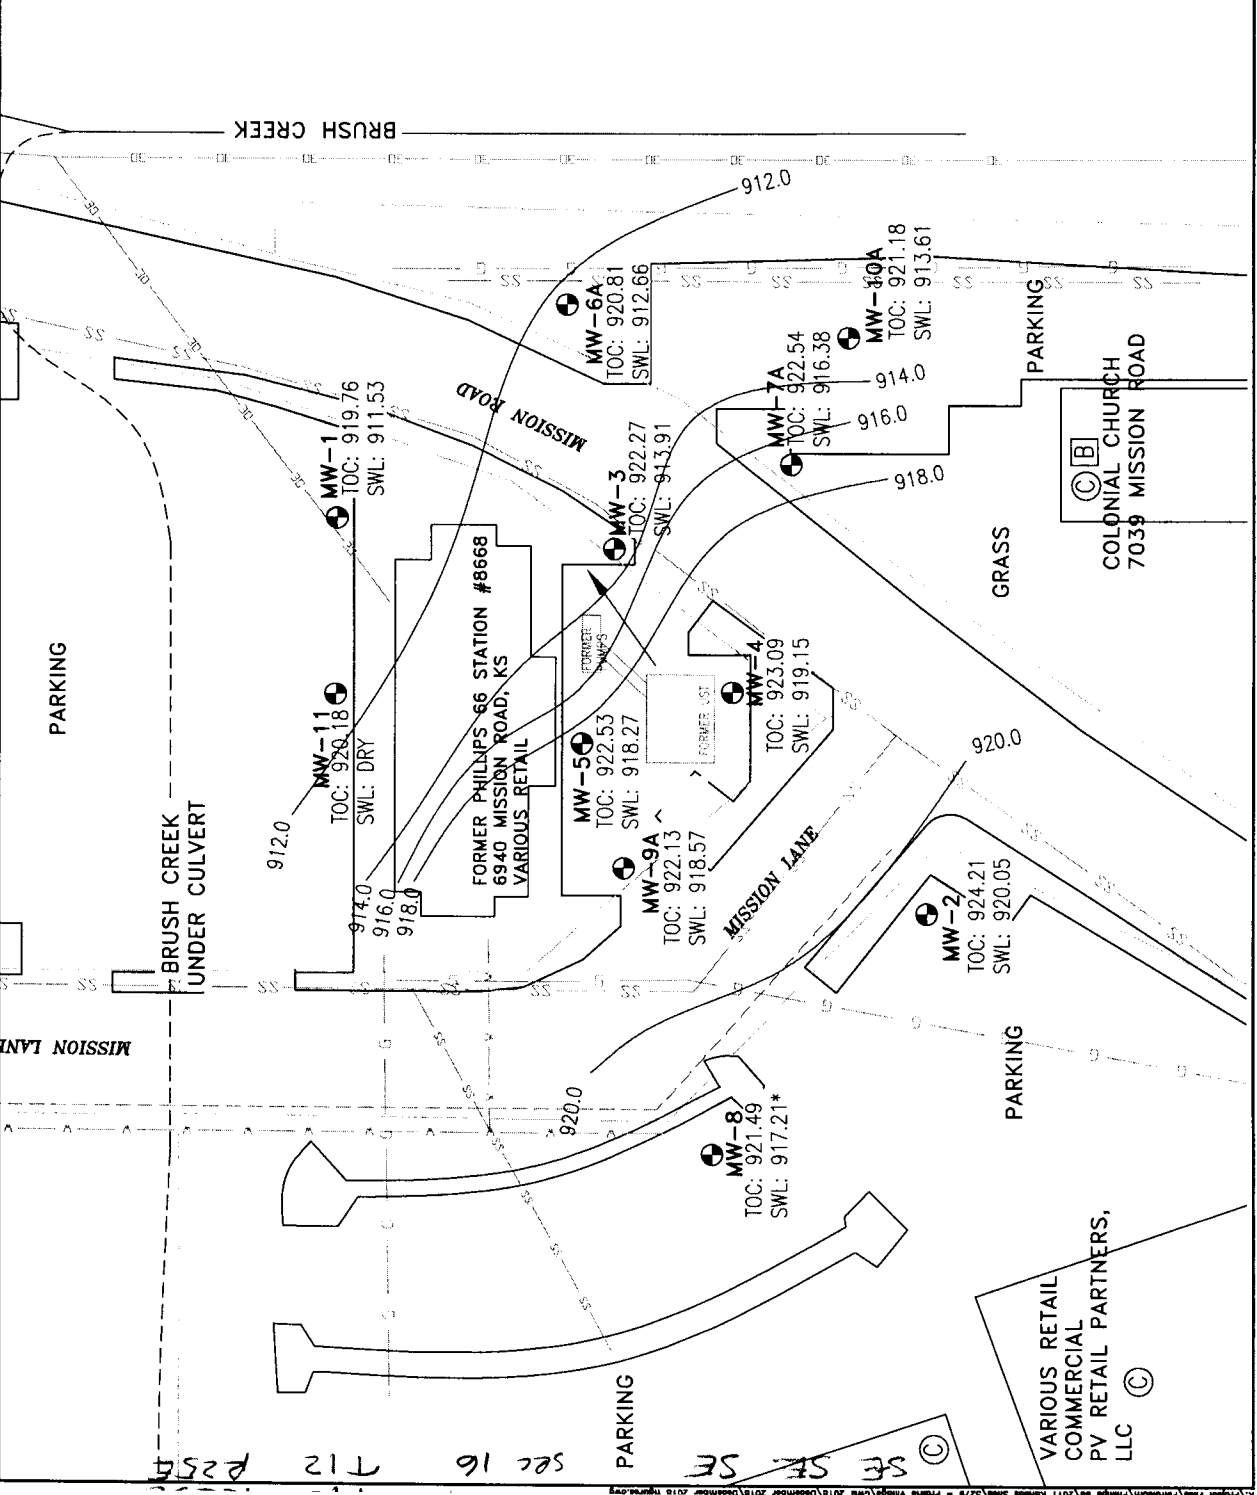 BRUSH CREEK
912.0
MW-6A
TOC: 920.81
SWL: 912.66
MW-10A
TOC: 921.18
SWL: 913.61
PARKING
MW-7A
TOC: 922.54
SWL: 916.38
914.0
916.0
918.0
MISSION ROAD
MW-1
TOC: 919.76
SWL: 911.53
MW-3
TOC: 922.27
SWL: 913.91
Ⓒ B
COLONIAL CHURCH
7039 MISSION ROAD
GRASS
PARKING
FORMER PHILLIPS 66 STATION #8668
6940 MISSION ROAD, KS
VARIOUS RETAIL
FORMER
PUMPS
FORMER UST
MW-4
TOC: 923.09
SWL: 919.15
MW-11
TOC: 920.18
SWL: DRY
MW-5
TOC: 922.53
SWL: 918.27
MW-9A
TOC: 922.13
SWL: 918.57
920.0
912.0
914.0
916.0
918.0
MISSION LANE
MW-2
TOC: 924.21
SWL: 920.05
BRUSH CREEK
UNDER CULVERT
MISSION LANE
920.0
PARKING
MW-8
TOC: 921.49
SWL: 917.21*
VARIOUS RETAIL
COMMERCIAL
PV RETAIL PARTNERS,
LLC Ⓒ
PARKING
Ⓒ
SE SE SE sec 16 T12 R25E